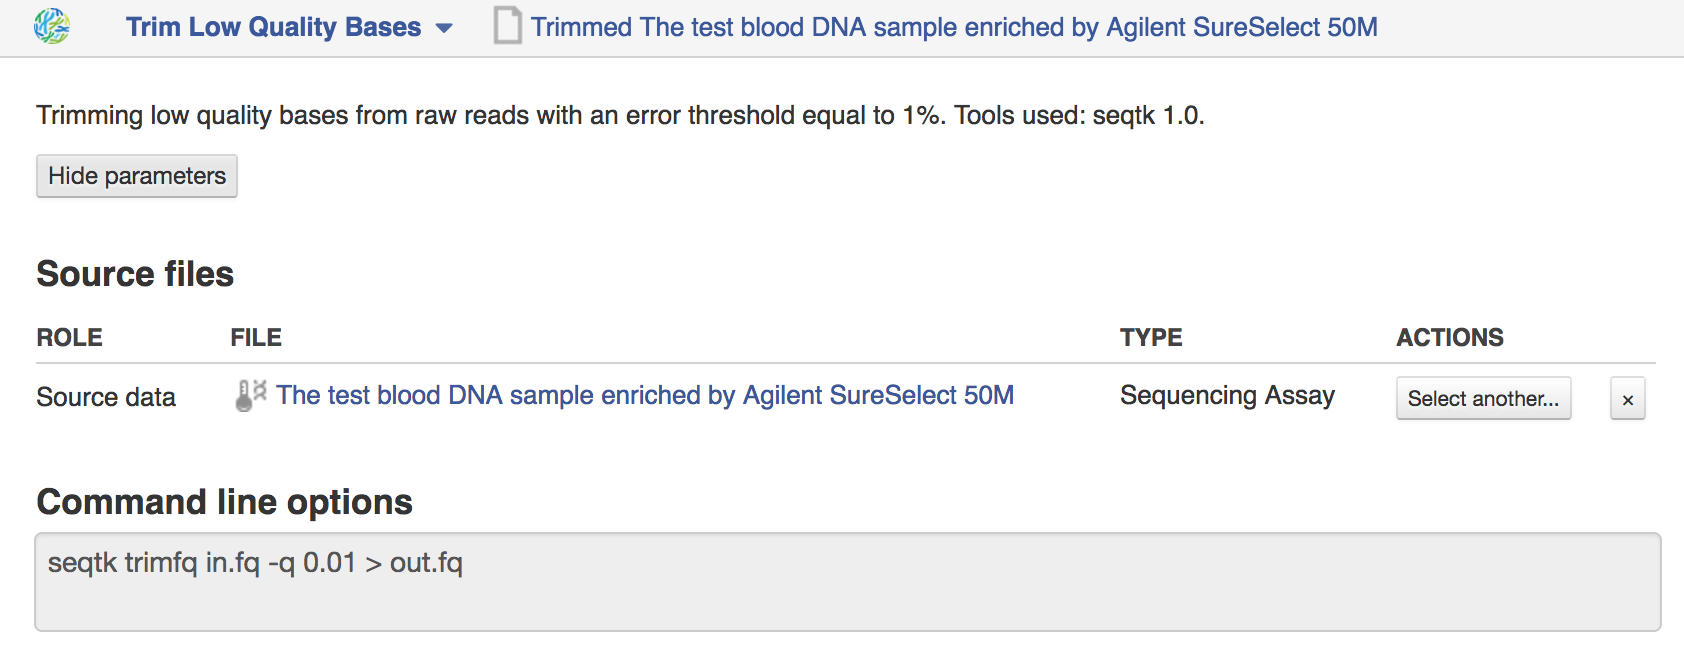 Trim Low Quality Bases Trimmed The test blood DNA sample enriched by Agilent SureSelect 50M
Trimming low quality bases from raw reads with an error threshold equal to 1%. Tools used: seqtk 1.0.
Hide parameters
Source files
ROLE FILE TYPE ACTIONS
Source data The test blood DNA sample enriched by Agilent SureSelect 50M Sequencing Assay Select another... ×
Command line options
seqtk trimfq in.fq -q 0.01 > out.fq